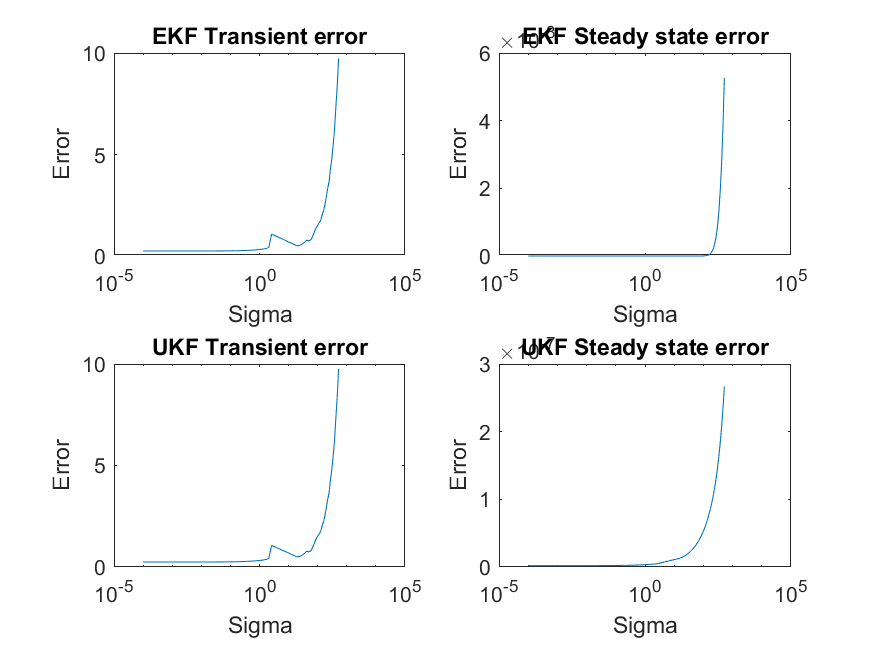 EKF Transient error
10
5
0
Error
10^-5
10^0
10^5
Sigma
EKF Steady state error
6
4
2
0
Error
10^-5
10^0
10^5
Sigma
UKF Transient error
10
5
0
Error
10^-5
10^0
10^5
Sigma
UKF Steady state error
3
2
1
0
Error
10^-5
10^0
10^5
Sigma